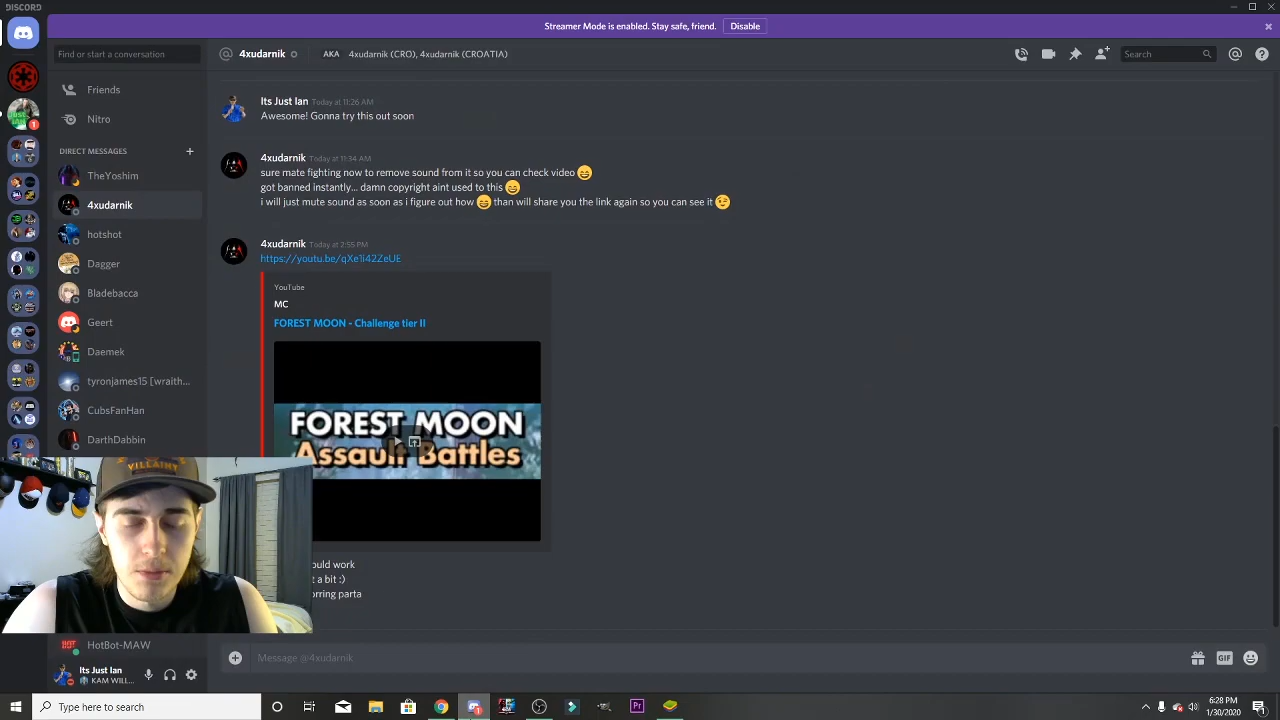 DISCORD
Streamer Mode is enabled. Stay safe, friend. Disable
Find or start a conversation
@ 4xudarnik AKA 4xudarnik (CRO), 4xudarnik (CROATIA)
Search
Friends
Nitro
DIRECT MESSAGES
TheYoshim
4xudarnik
hotshot
Dagger
Bladebacca
Geert
Daemek
tyronjames15 [wraith...
CubsFanHan
DarthDabbin
HotBot-MAW
Its Just Ian
KAM WILL...
Its Just Ian Today at 11:26 AM
Awesome! Gonna try this out soon
4xudarnik Today at 11:34 AM
sure mate fighting now to remove sound from it so you can check video 😄
got banned instantly... damn copyright aint used to this 😄
i will just mute sound as soon as i figure out how 😄 than will share you the link again so you can see it 😉
4xudarnik Today at 2:55 PM
https://youtu.be/qXe1i42ZeUE
YouTube
MC
FOREST MOON - Challenge tier II
FOREST MOON
Assault Battles
ould work
t a bit :)
orring parta
VILLAINY
Message @4xudarnik
GIF
Type here to search
Pr
6:28 PM
1/30/2020